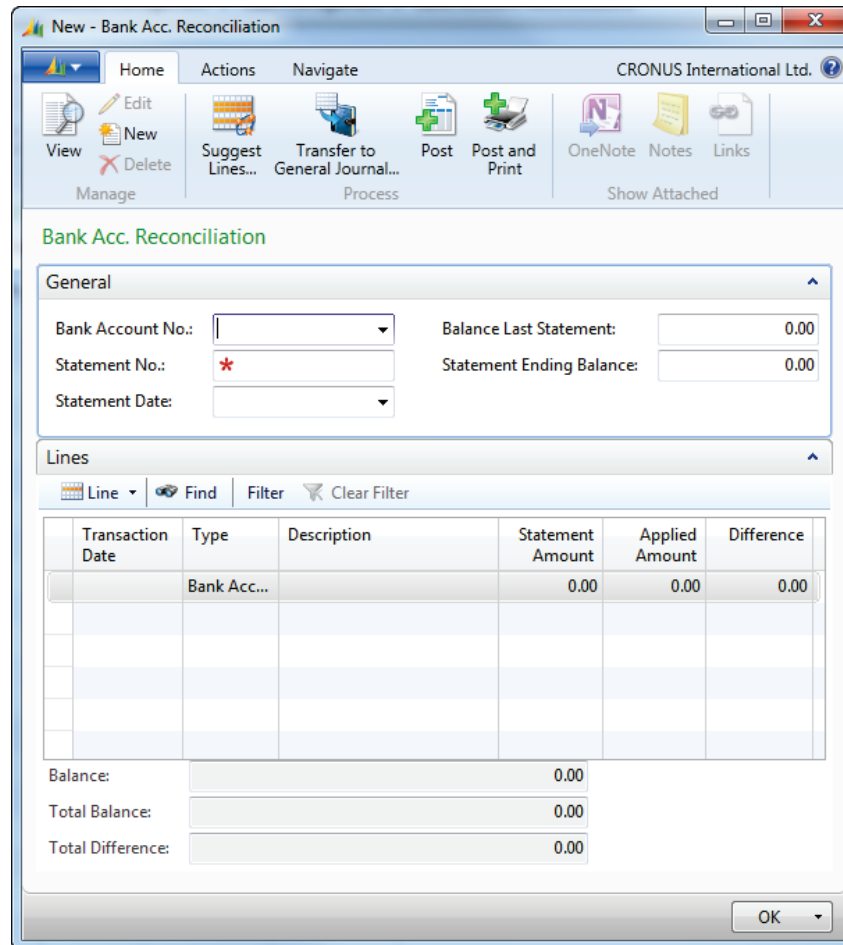 New - Bank Acc. Reconciliation
Home Actions Navigate CRONUS International Ltd.
View
Edit
New
Delete
Suggest Lines...
Transfer to General Journal...
Post
Post and Print
OneNote
Notes
Links
Manage Process Show Attached
Bank Acc. Reconciliation
General
Bank Account No.: Balance Last Statement: 0.00
Statement No.: * Statement Ending Balance: 0.00
Statement Date:
Lines
Line Find Filter Clear Filter
Transaction Date Type Description Statement Amount Applied Amount Difference
Bank Acc... 0.00 0.00 0.00
Balance: 0.00
Total Balance: 0.00
Total Difference: 0.00
OK